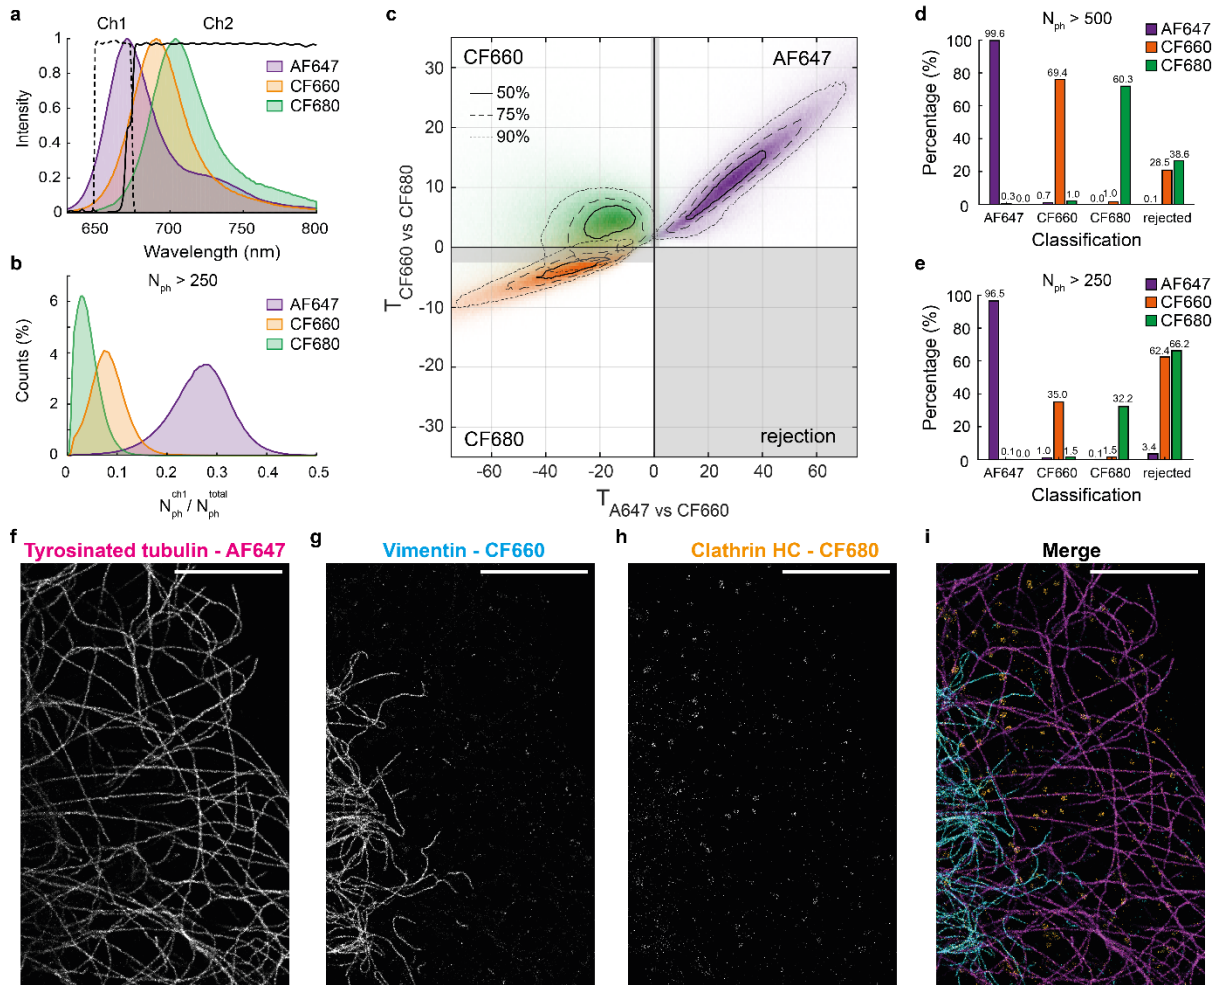 a
Ch1
Ch2
1
0.8
0.6
0.4
0.2
0
Intensity
650
700
750
800
Wavelength (nm)
AF647
CF660
CF680
b
N_ph > 250
6
4
2
0
Counts (%)
0
0.1
0.2
0.3
0.4
0.5
N_ph^ch1 / N_ph^total
AF647
CF660
CF680
c
CF660
AF647
50%
75%
90%
30
20
10
0
-10
-20
-30
T_CF660 vs CF680
CF680
rejection
-60
-40
-20
0
20
40
60
T_A647 vs CF660
d
N_ph > 500
AF647
CF660
CF680
100
80
60
40
20
0
Percentage (%)
99.6
0.3
0.0
0.7
69.4
1.0
0.0
1.0
60.3
0.1
28.5
38.6
AF647
CF660
CF680
rejected
Classification
e
N_ph > 250
AF647
CF660
CF680
100
80
60
40
20
0
Percentage (%)
96.5
0.1
0.0
1.0
35.0
1.5
0.1
1.5
32.2
3.4
62.4
66.2
AF647
CF660
CF680
rejected
Classification
f
Tyrosinated tubulin - AF647
g
Vimentin - CF660
h
Clathrin HC - CF680
i
Merge